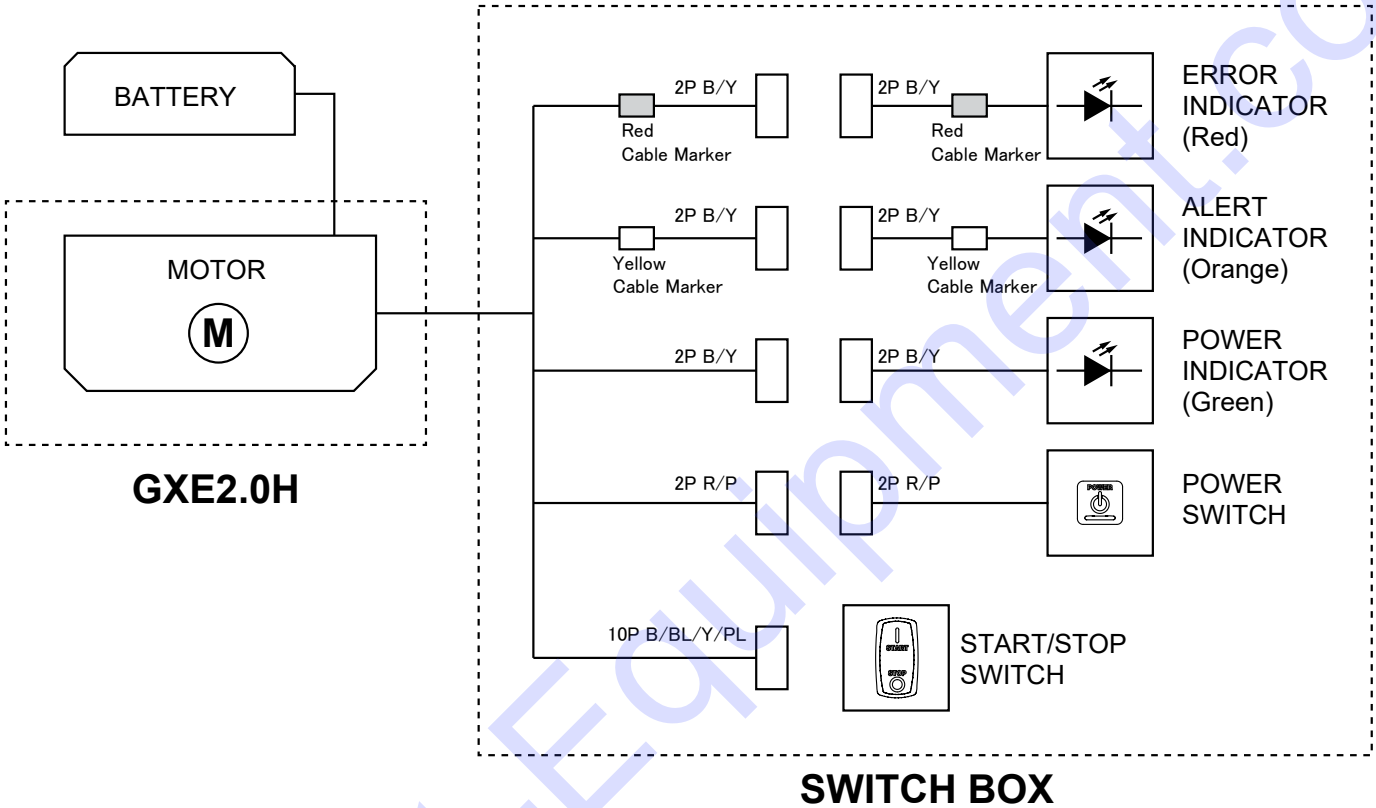 BATTERY
MOTOR
M
GXE2.0H
2P B/Y
Red
Cable Marker
2P B/Y
Red
Cable Marker
ERROR
INDICATOR
(Red)
2P B/Y
Yellow
Cable Marker
2P B/Y
Yellow
Cable Marker
ALERT
INDICATOR
(Orange)
2P B/Y
2P B/Y
POWER
INDICATOR
(Green)
2P R/P
2P R/P
POWER
POWER
SWITCH
10P B/BL/Y/PL
START
STOP
START/STOP
SWITCH
SWITCH BOX
Equipment.co